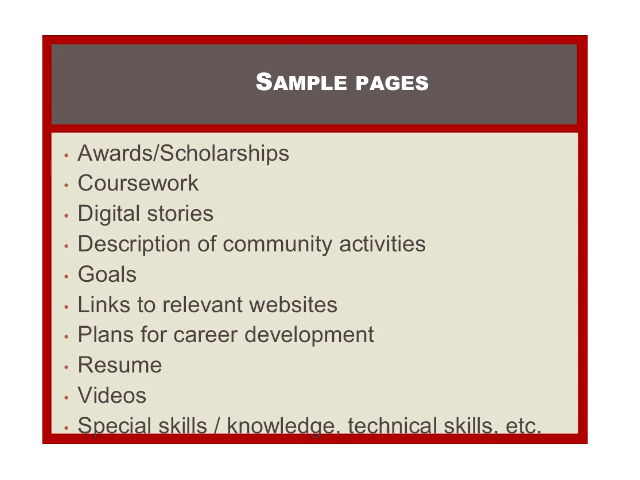 SAMPLE PAGES
• Awards/Scholarships
• Coursework
• Digital stories
• Description of community activities
• Goals
• Links to relevant websites
• Plans for career development
• Resume
• Videos
• Special skills / knowledge, technical skills, etc.